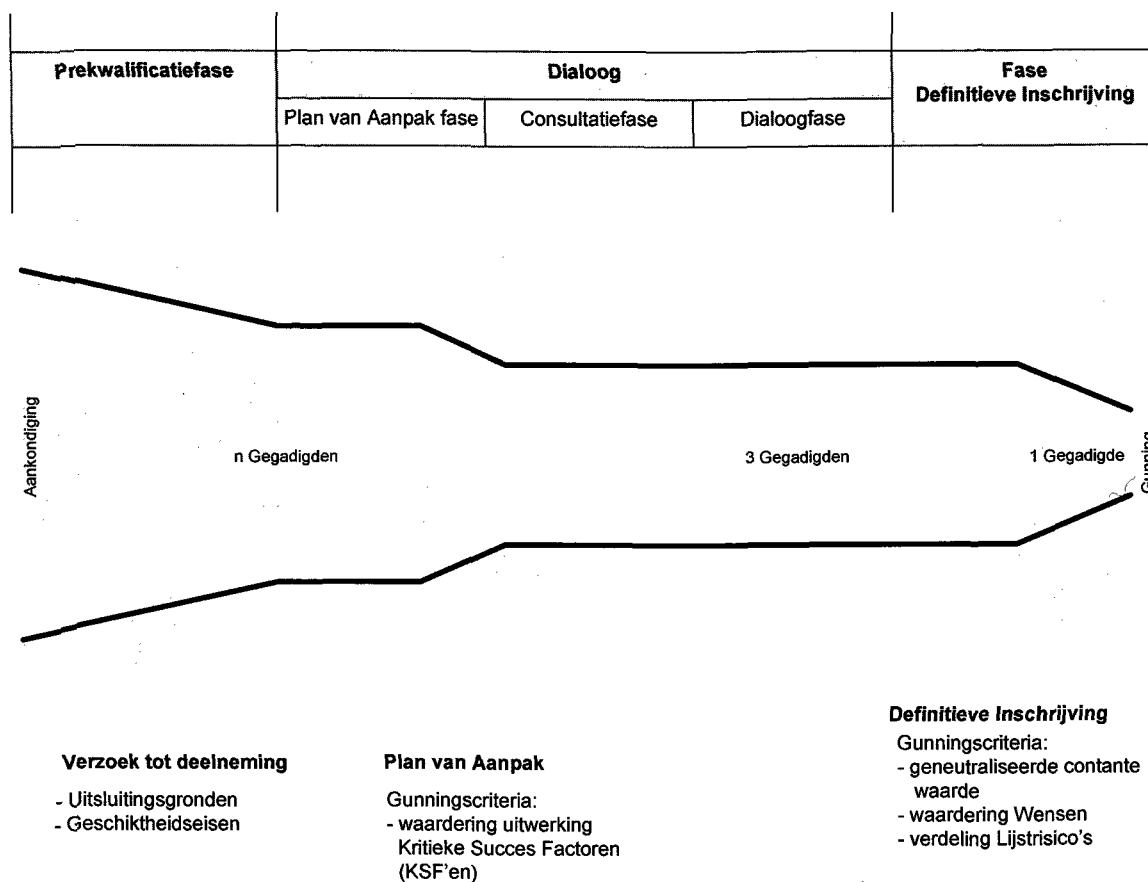 Prekwalificatiefase
Dialoog
Fase
Definitieve Inschrijving
Plan van Aanpak fase
Consultatiefase
Dialoogfase
Aankondiging
n Gegadigden
3 Gegadigden
1 Gegadigde
Gunning
Verzoek tot deelneming
- Uitsluitingsgronden
- Geschiktheidseisen
Plan van Aanpak
Gunningscriteria:
- waardering uitwerking
Kritieke Succes Factoren
(KSF'en)
Definitieve Inschrijving
Gunningscriteria:
- geneutraliseerde contante
waarde
- waardering Wensen
- verdeling Lijstrisico's